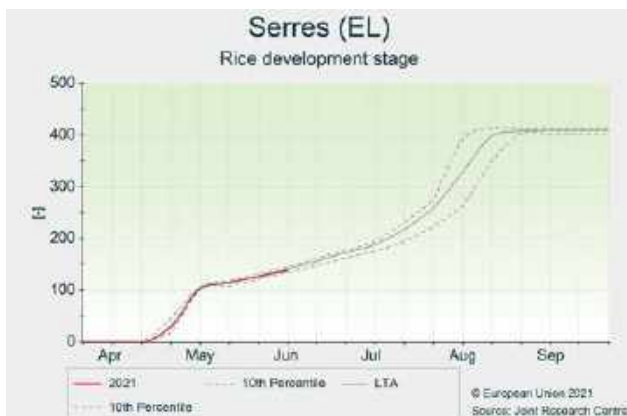 Serres (EL)
Rice development stage
500
400
300
200
100
0
[-]
Apr May Jun Jul Aug Sep
2021 10th Percentile LTA
10th Percentile
© European Union 2021
Source: Joint Research Centre